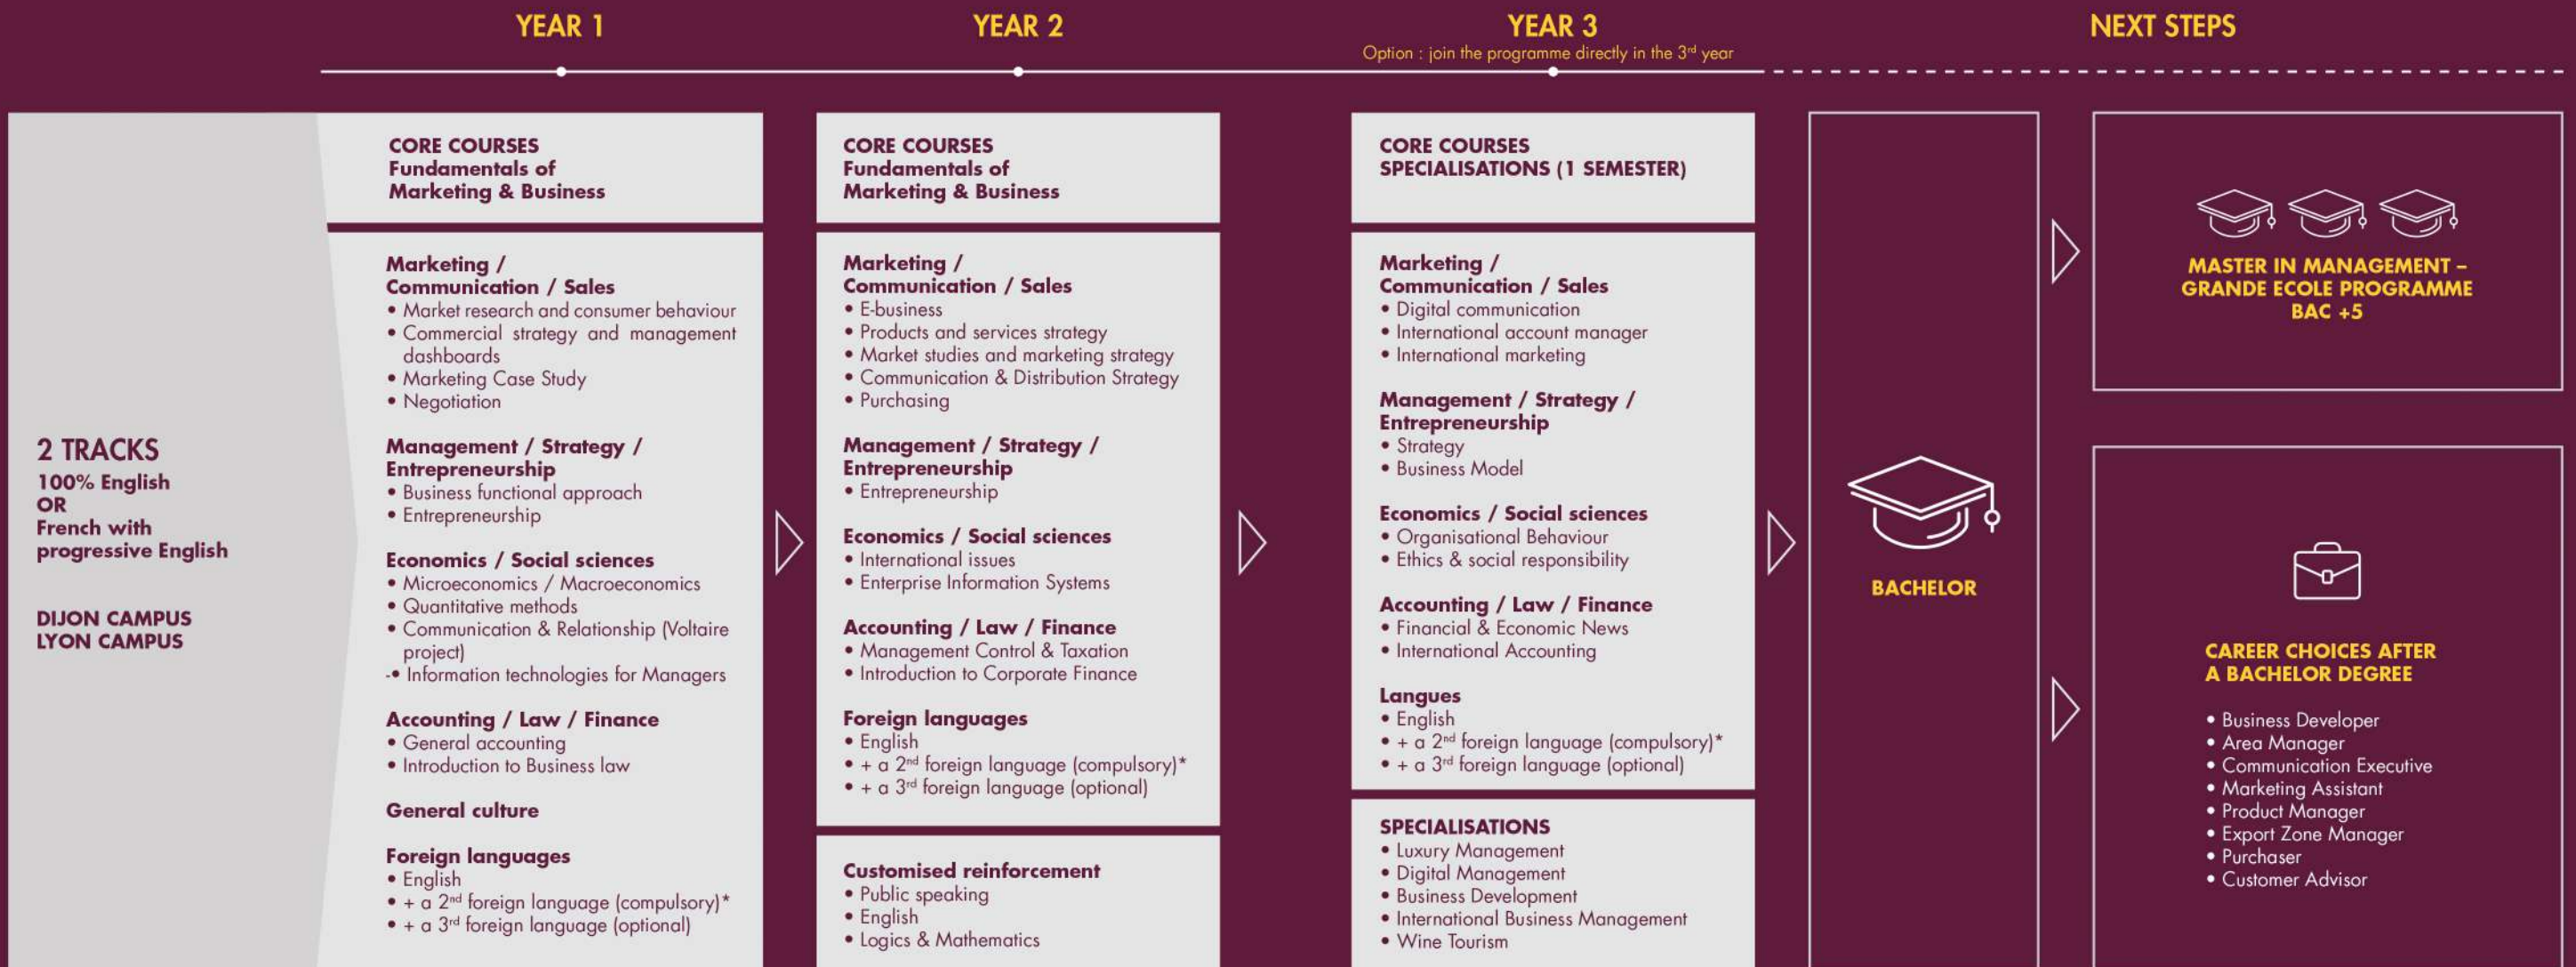 YEAR 1
YEAR 2
YEAR 3
Option : join the programme directly in the 3rd year
NEXT STEPS
2 TRACKS
100% English
OR
French with
progressive English
DIJON CAMPUS
LYON CAMPUS
CORE COURSES
Fundamentals of
Marketing & Business
Marketing /
Communication / Sales
• Market research and consumer behaviour
• Commercial strategy and management
dashboards
• Marketing Case Study
• Negotiation
Management / Strategy /
Entrepreneurship
• Business functional approach
• Entrepreneurship
Economics / Social sciences
• Microeconomics / Macroeconomics
• Quantitative methods
• Communication & Relationship (Voltaire
project)
-• Information technologies for Managers
Accounting / Law / Finance
• General accounting
• Introduction to Business law
General culture
Foreign languages
• English
• + a 2nd foreign language (compulsory)*
• + a 3rd foreign language (optional)
CORE COURSES
Fundamentals of
Marketing & Business
Marketing /
Communication / Sales
• E-business
• Products and services strategy
• Market studies and marketing strategy
• Communication & Distribution Strategy
• Purchasing
Management / Strategy /
Entrepreneurship
• Entrepreneurship
Economics / Social sciences
• International issues
• Enterprise Information Systems
Accounting / Law / Finance
• Management Control & Taxation
• Introduction to Corporate Finance
Foreign languages
• English
• + a 2nd foreign language (compulsory)*
• + a 3rd foreign language (optional)
Customised reinforcement
• Public speaking
• English
• Logics & Mathematics
CORE COURSES
SPECIALISATIONS (1 SEMESTER)
Marketing /
Communication / Sales
• Digital communication
• International account manager
• International marketing
Management / Strategy /
Entrepreneurship
• Strategy
• Business Model
Economics / Social sciences
• Organisational Behaviour
• Ethics & social responsibility
Accounting / Law / Finance
• Financial & Economic News
• International Accounting
Langues
• English
• + a 2nd foreign language (compulsory)*
• + a 3rd foreign language (optional)
SPECIALISATIONS
• Luxury Management
• Digital Management
• Business Development
• International Business Management
• Wine Tourism
BACHELOR
MASTER IN MANAGEMENT –
GRANDE ECOLE PROGRAMME
BAC +5
CAREER CHOICES AFTER
A BACHELOR DEGREE
• Business Developer
• Area Manager
• Communication Executive
• Marketing Assistant
• Product Manager
• Export Zone Manager
• Purchaser
• Customer Advisor